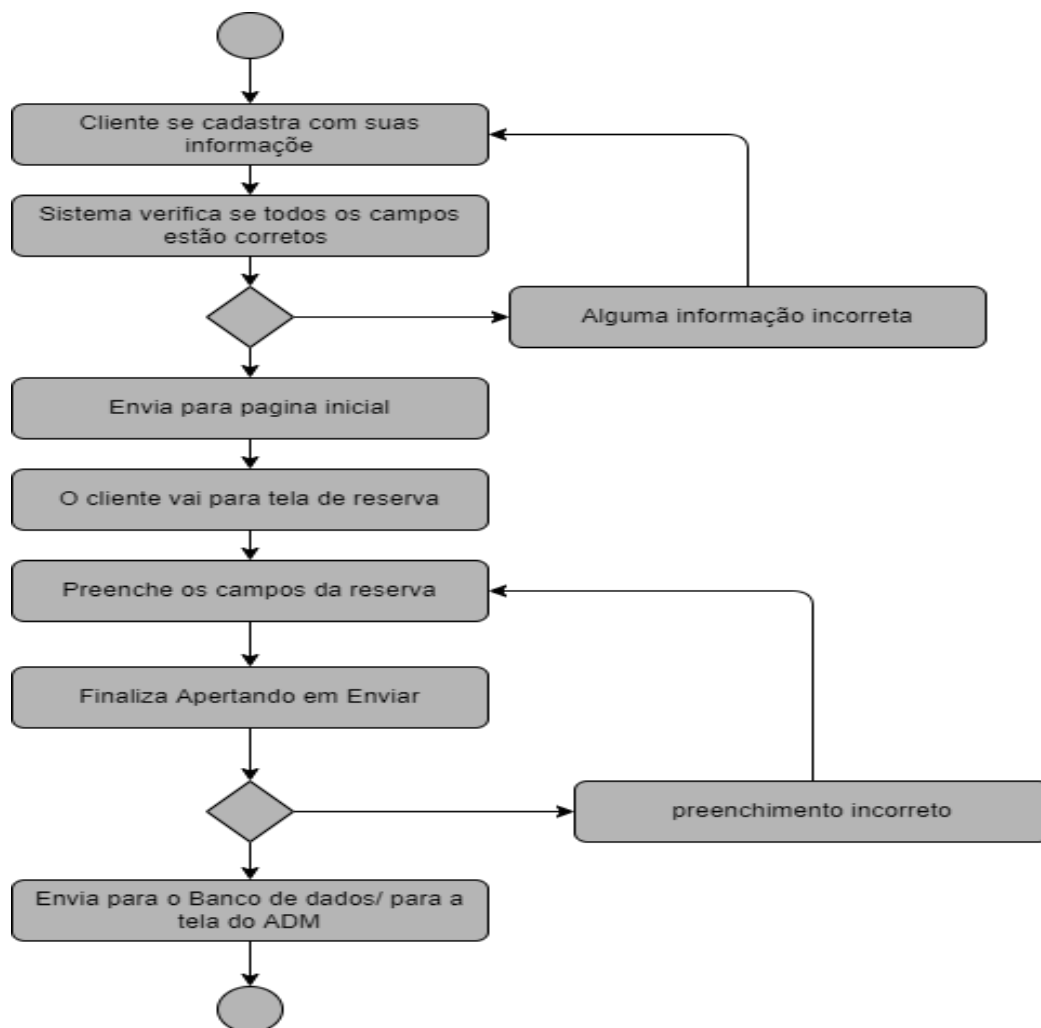 Cliente se cadastra com suas
informaçõe
Sistema verifica se todos os campos
estão corretos
Alguma informação incorreta
Envia para pagina inicial
O cliente vai para tela de reserva
Preenche os campos da reserva
Finaliza Apertando em Enviar
preenchimento incorreto
Envia para o Banco de dados/ para a
tela do ADM